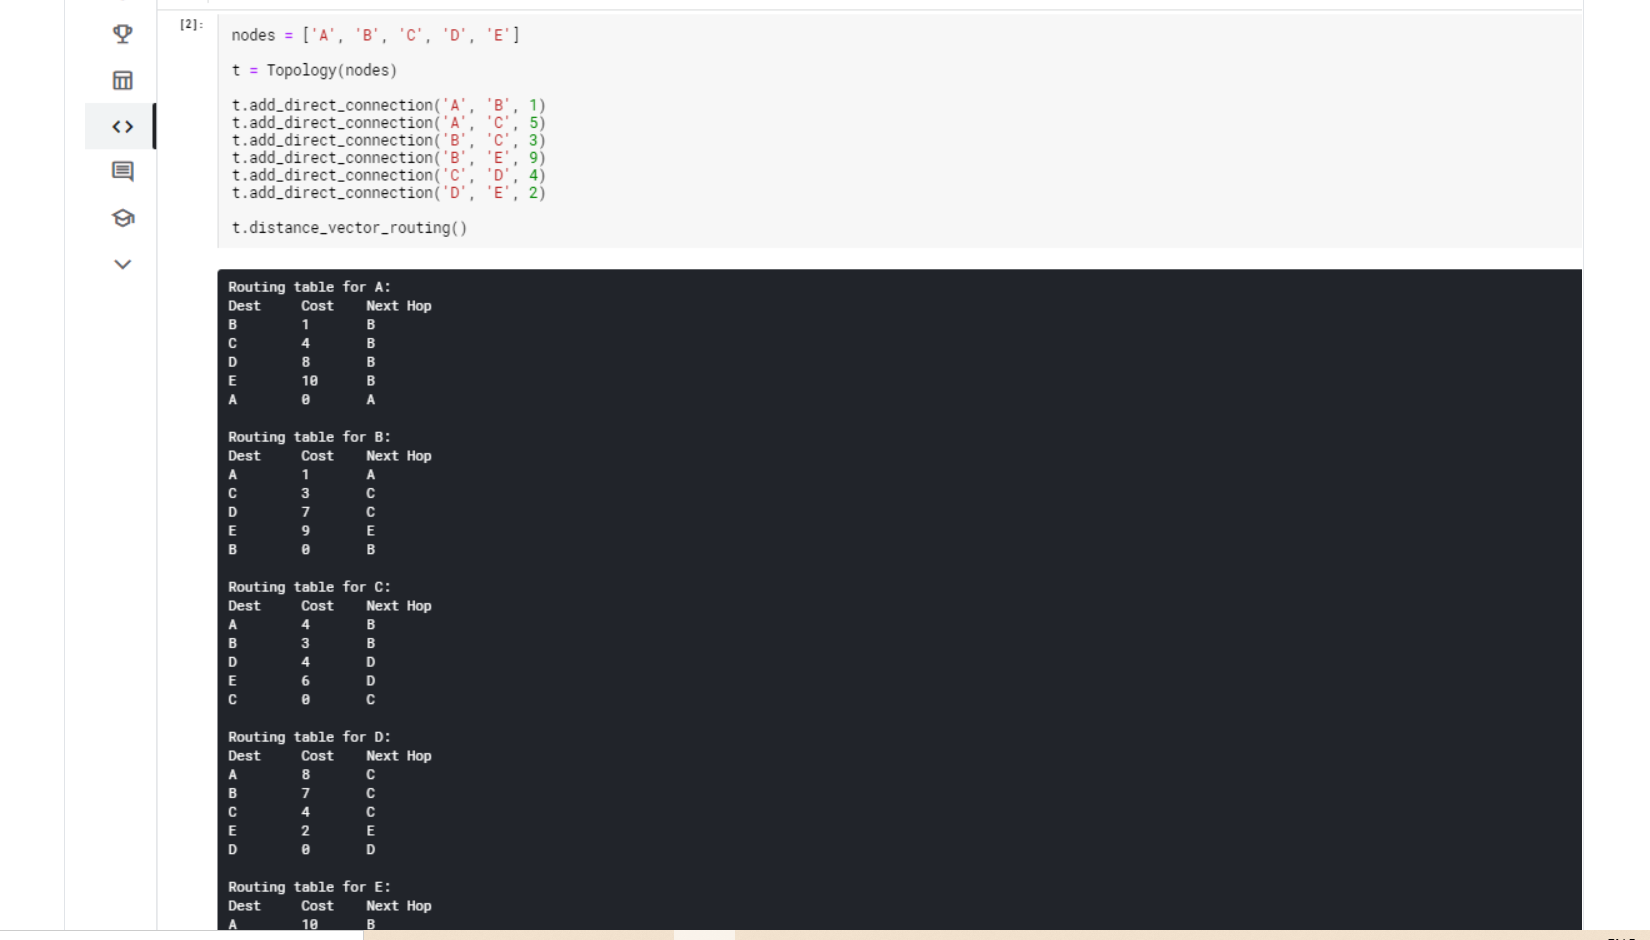 [2]:
nodes = ['A', 'B', 'C', 'D', 'E']
t = Topology(nodes)
t.add_direct_connection('A', 'B', 1)
t.add_direct_connection('A', 'C', 5)
t.add_direct_connection('B', 'C', 3)
t.add_direct_connection('B', 'E', 9)
t.add_direct_connection('C', 'D', 4)
t.add_direct_connection('D', 'E', 2)
t.distance_vector_routing()
Routing table for A:
Dest Cost Next Hop
B 1 B
C 4 B
D 8 B
E 10 B
A 0 A
Routing table for B:
Dest Cost Next Hop
A 1 A
C 3 C
D 7 C
E 9 E
B 0 B
Routing table for C:
Dest Cost Next Hop
A 4 B
B 3 B
D 4 D
E 6 D
C 0 C
Routing table for D:
Dest Cost Next Hop
A 8 C
B 7 C
C 4 C
E 2 E
D 0 D
Routing table for E:
Dest Cost Next Hop
A 10 B